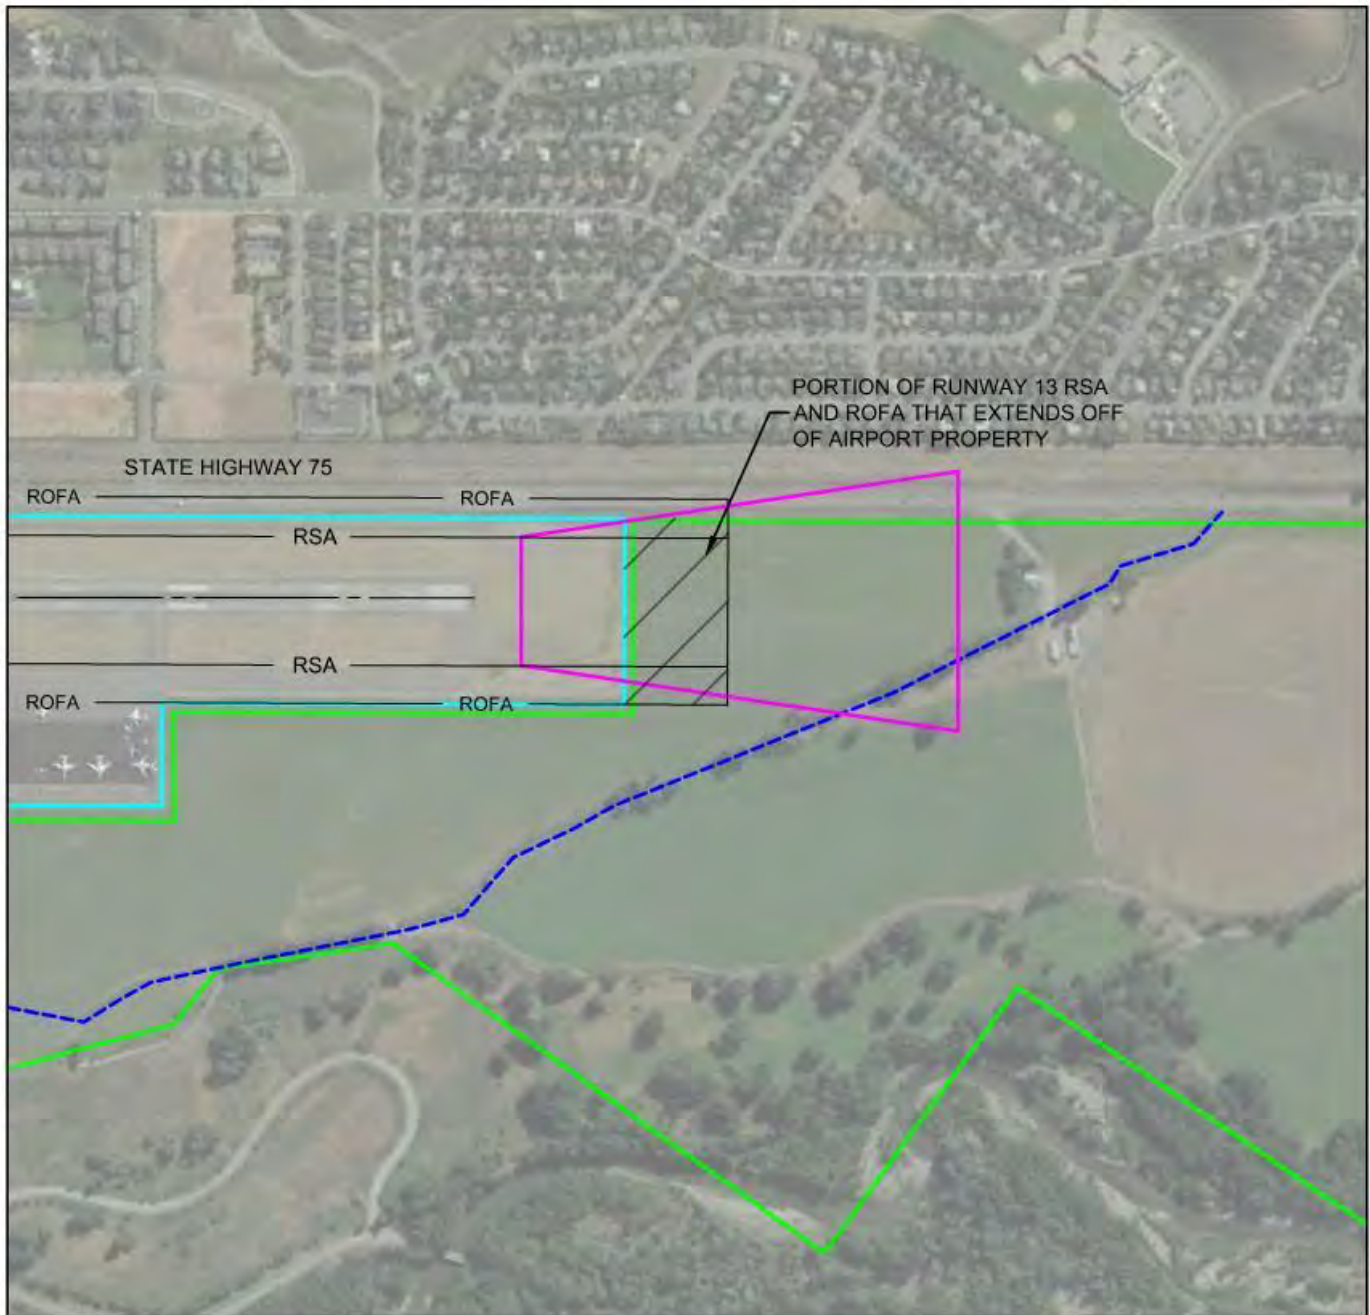 PORTION OF RUNWAY 13 RSA
AND ROFA THAT EXTENDS OFF
OF AIRPORT PROPERTY
STATE HIGHWAY 75
ROFA
ROFA
RSA
RSA
ROFA
ROFA